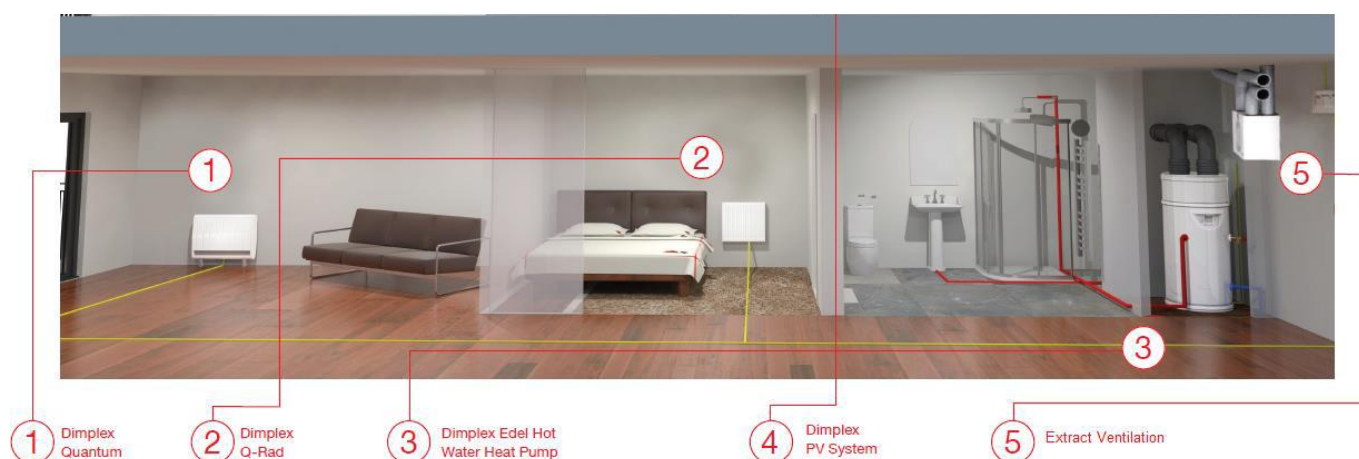 1
2
5
3
1
Dimplex
Quantum
2
Dimplex
Q-Rad
3
Dimplex Edel Hot
Water Heat Pump
4
Dimplex
PV System
5
Extract Ventilation